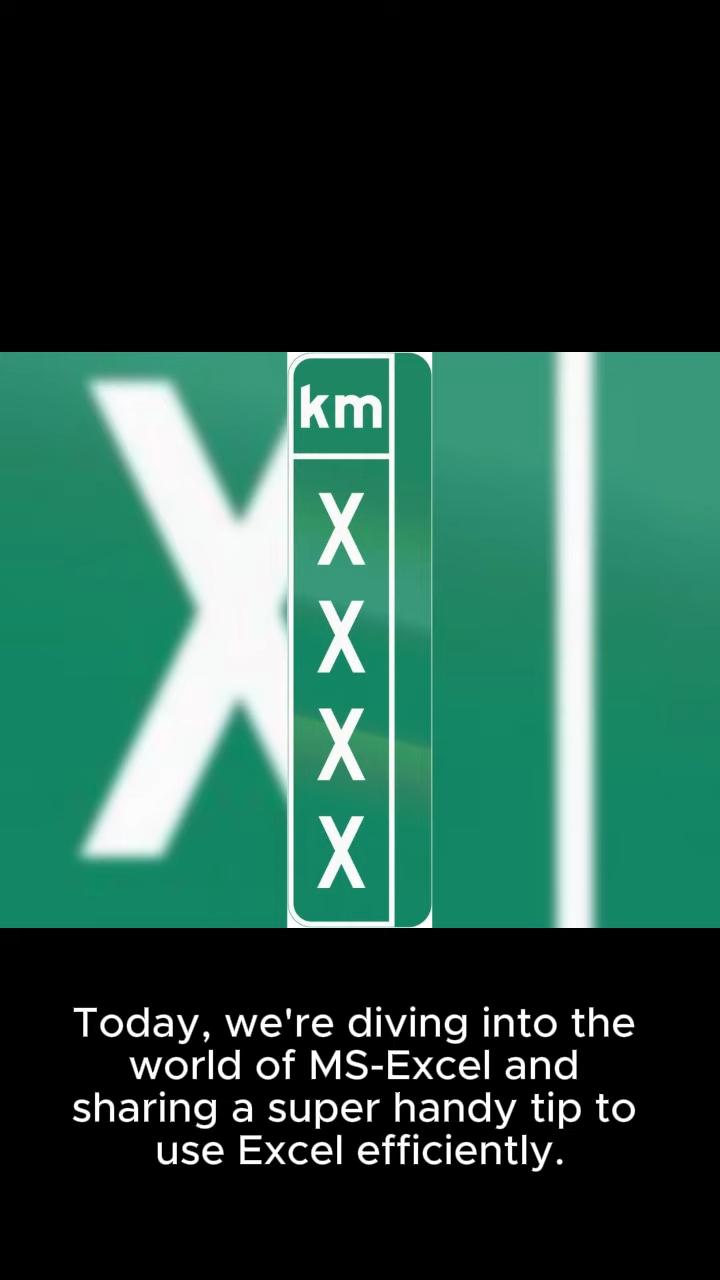 km
X
X
X
X
X
Today, we're diving into the
world of MS-Excel and
sharing a super handy tip to
use Excel efficiently.